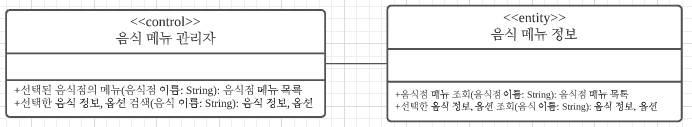 <<control>>
음식 메뉴 관리자
+선택된 음식점의 메뉴(음식점 이름: String): 음식점 메뉴 목록
+선택한 음식 정보, 옵션 검색(음식 이름: String): 음식 정보, 옵션
<<entity>>
음식 메뉴 정보
+음식점 메뉴 조회(음식점 이름: String): 음식점 메뉴 목록
+선택한 음식 정보, 옵션 조회(음식 이름: String): 음식 정보, 옵션